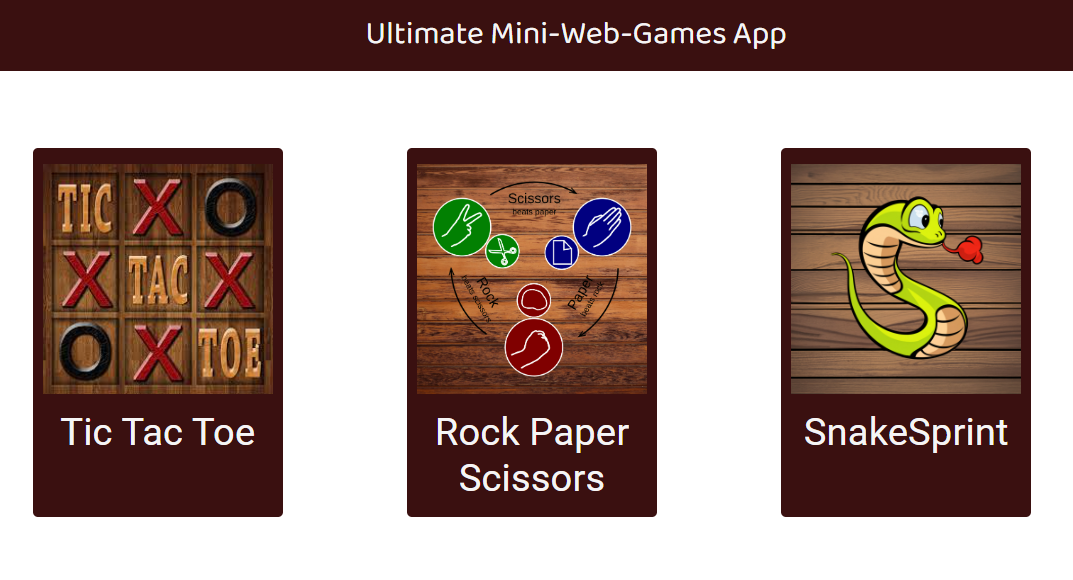 Ultimate Mini-Web-Games App
TIC X O
X TAC X
O X TOE
Tic Tac Toe
Scissors
beats paper
Rock
beats scissors
Paper
beats rock
Rock Paper
Scissors
SnakeSprint